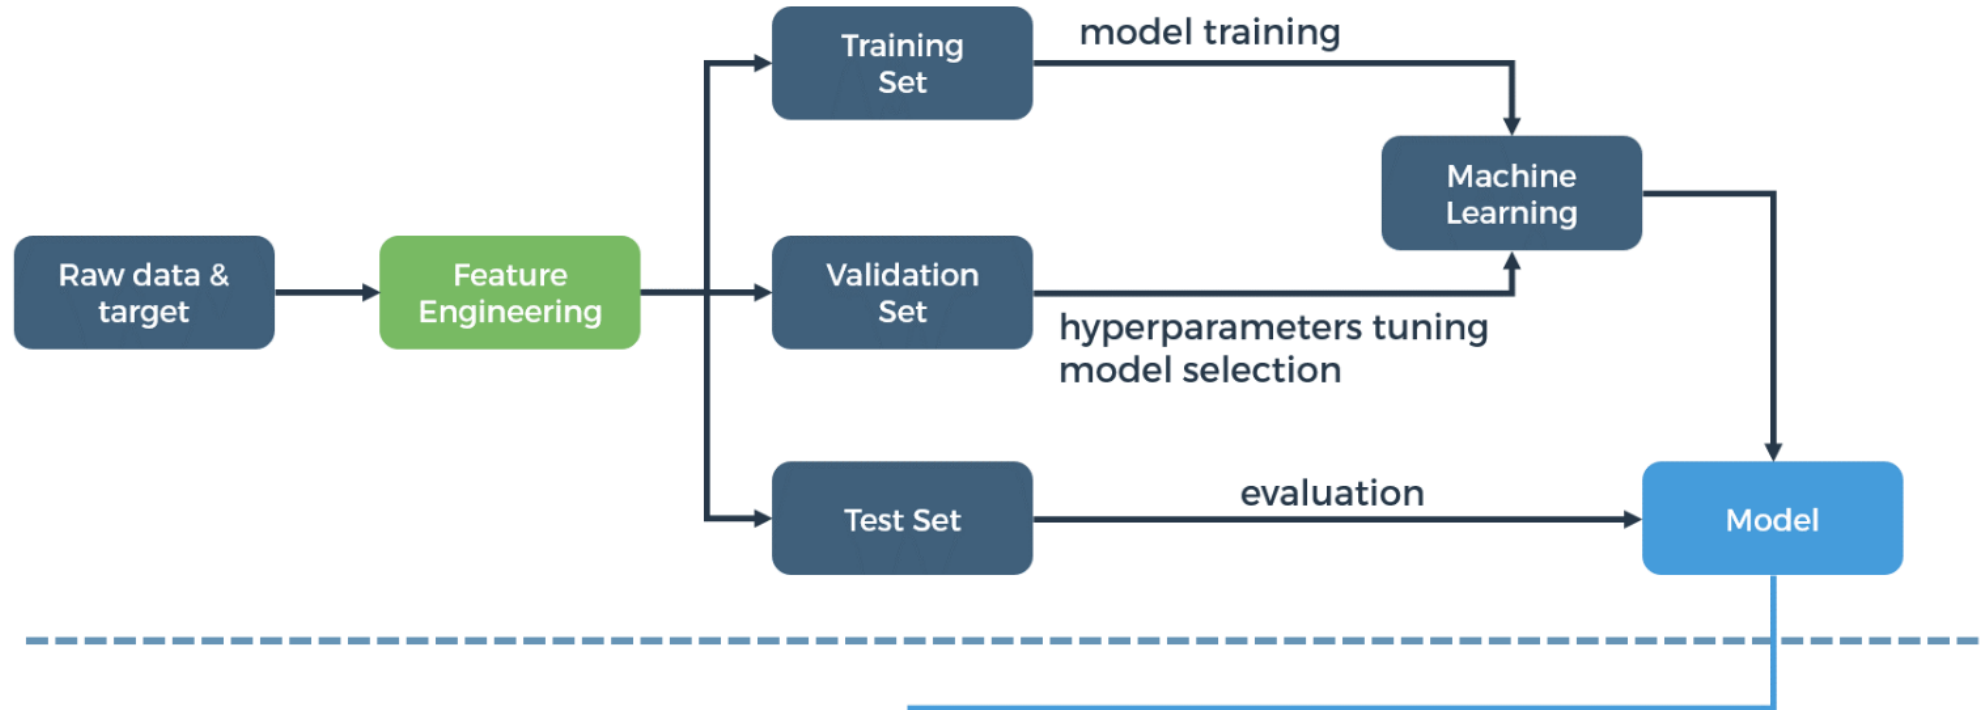 Training
Set
model training
Machine
Learning
Raw data &
target
Feature
Engineering
Validation
Set
hyperparameters tuning
model selection
Test Set
evaluation
Model